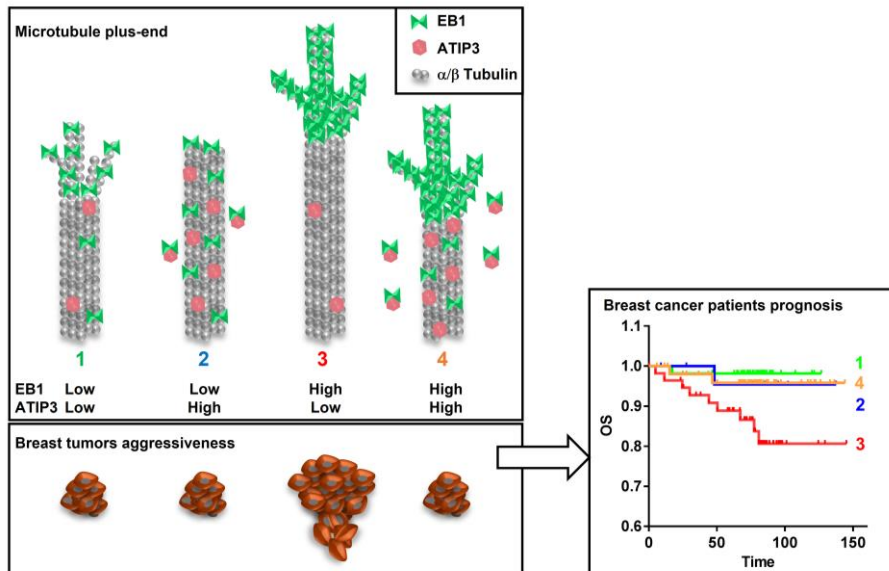 Microtubule plus-end
EB1
ATIP3
α/β Tubulin
1 2 3 4
EB1 Low Low High High
ATIP3 Low High Low High
Breast tumors aggressiveness
Breast cancer patients prognosis
1.1
1.0
0.9
0.8
0.7
0.6
OS
1
4
2
3
0 50 100 150
Time